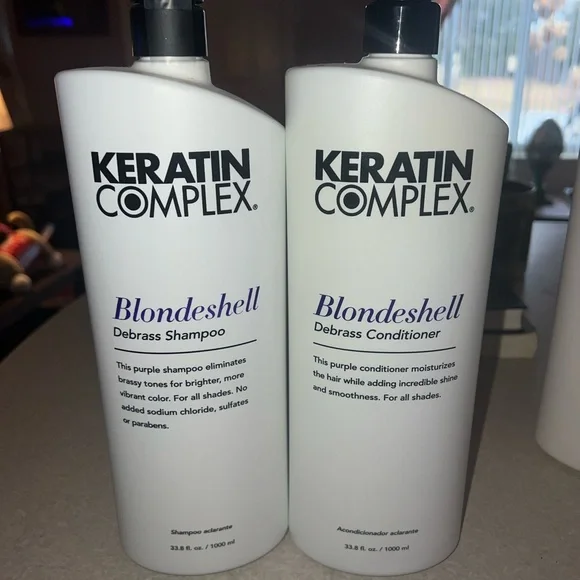 KERATIN
COMPLEX®
Blondeshell
Debrass Shampoo
This purple shampoo eliminates
brassy tones for brighter, more
vibrant color. For all shades. No
added sodium chloride, sulfates
or parabens.
Shampoo aclarante
33.8 fl. oz. / 1000 ml
KERATIN
COMPLEX®
Blondeshell
Debrass Conditioner
This purple conditioner moisturizes
the hair while adding incredible shine
and smoothness. For all shades.
Acondicionador aclarante
33.8 fl. oz. / 1000 ml